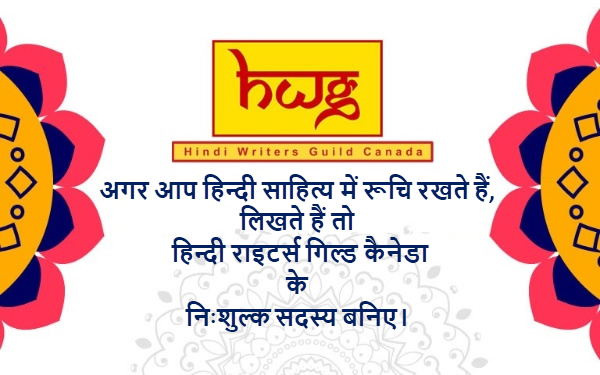 hwg
Hindi Writers Guild Canada
अगर आप हिन्दी साहित्य में रूचि रखते हैं,
लिखते हैं तो
हिन्दी राइटर्स गिल्ड कैनेडा
के
निःशुल्क सदस्य बनिए।